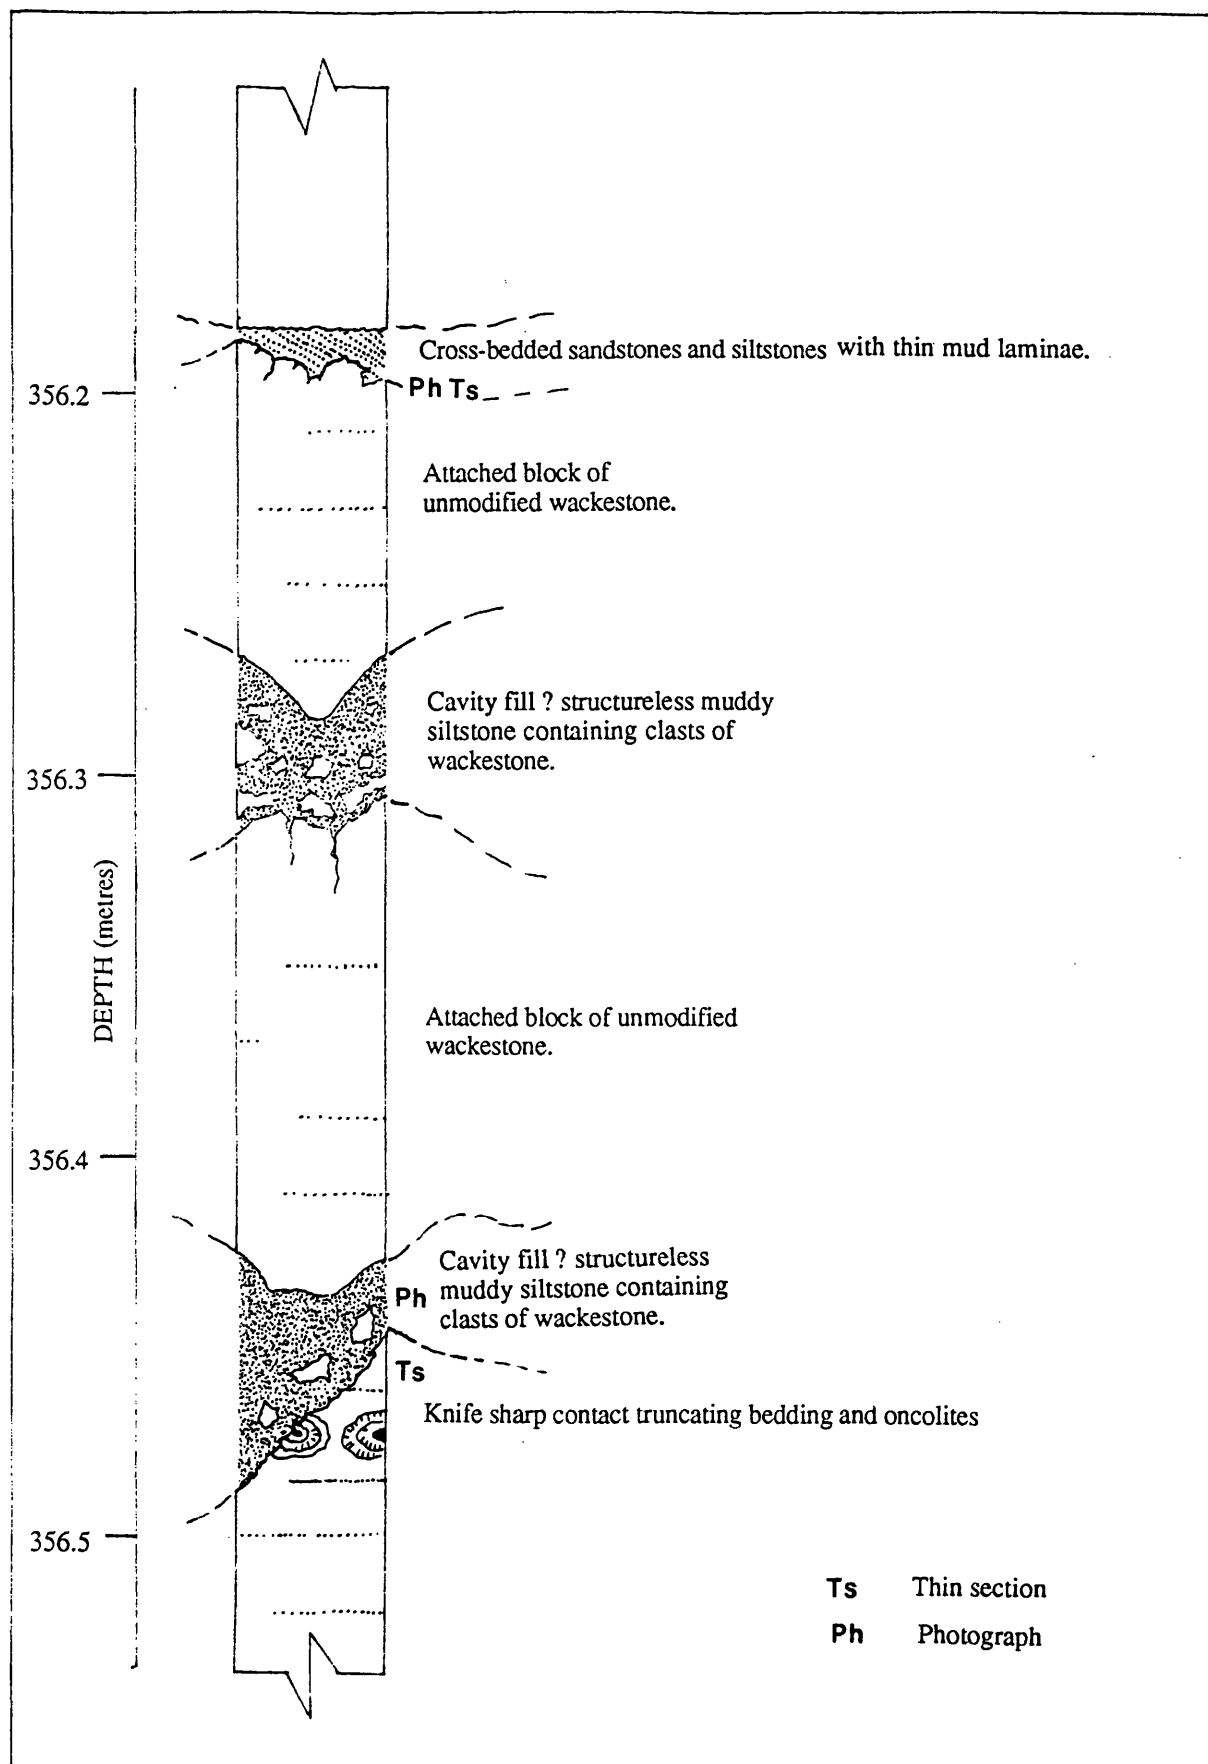 Cross-bedded sandstones and siltstones with thin mud laminae.
356.2
Ph Ts
Attached block of
unmodified wackestone.
Cavity fill ? structureless muddy
siltstone containing clasts of
wackestone.
356.3
DEPTH (metres)
Attached block of unmodified
wackestone.
356.4
Cavity fill ? structureless
Ph muddy siltstone containing
clasts of wackestone.
Ts
Knife sharp contact truncating bedding and oncolites
356.5
Ts Thin section
Ph Photograph